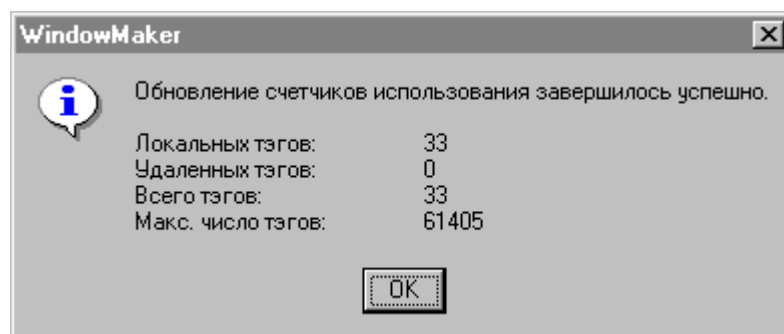 WindowMaker
Обновление счетчиков использования завершилось успешно.
Локальных тэгов: 33
Удаленных тэгов: 0
Всего тэгов: 33
Макс. число тэгов: 61405
OK